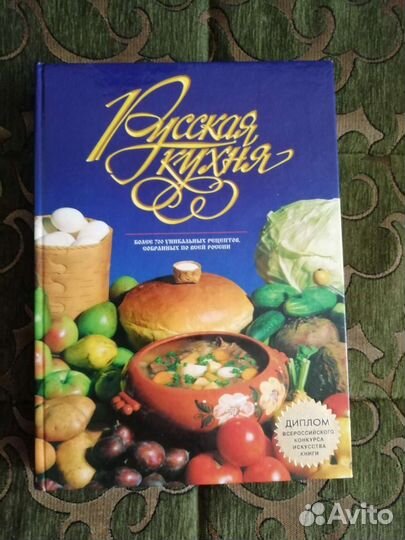 Русская
кухня
БОЛЕЕ 700 УНИКАЛЬНЫХ РЕЦЕПТОВ,
СОБРАННЫХ ПО ВСЕЙ РОССИИ
ДИПЛОМ
ВСЕРОССИЙСКОГО
КОНКУРСА
ИСКУССТВА
КНИГИ
Avito